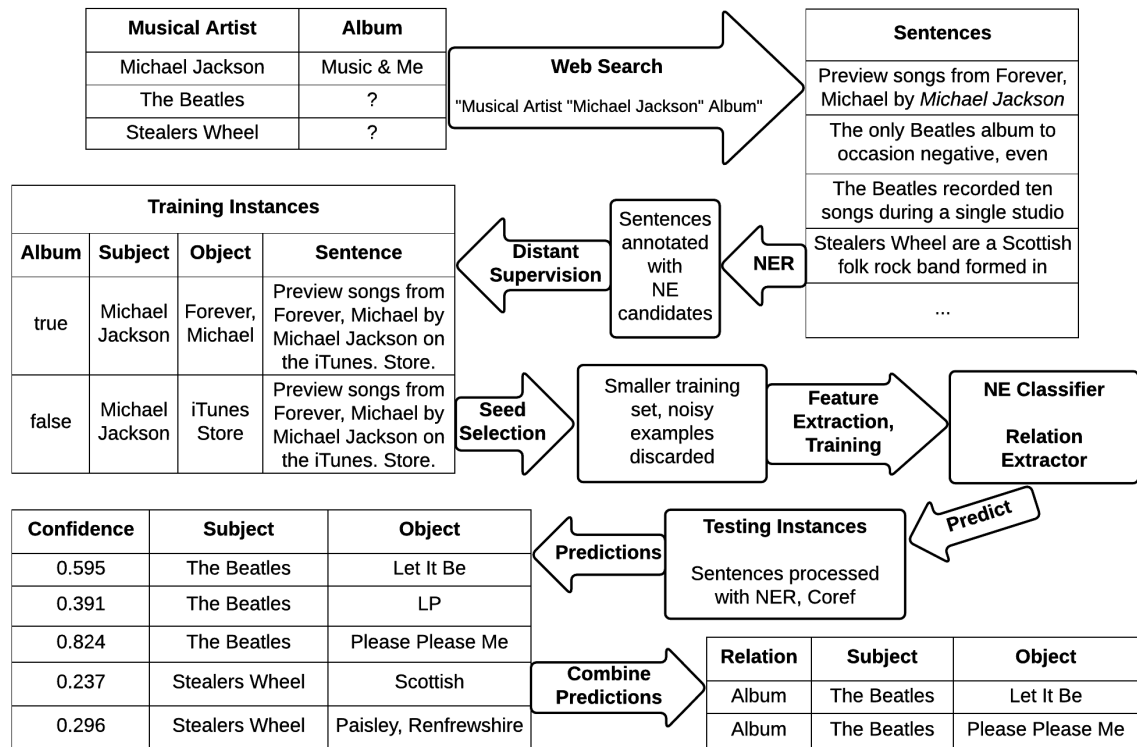 Musical Artist Album
Michael Jackson Music & Me
The Beatles ?
Stealers Wheel ?
Web Search
"Musical Artist "Michael Jackson" Album"
Sentences
Preview songs from Forever,
Michael by Michael Jackson
The only Beatles album to
occasion negative, even
The Beatles recorded ten
songs during a single studio
Stealers Wheel are a Scottish
folk rock band formed in
...
NER
Sentences
annotated
with
NE
candidates
Distant
Supervision
Training Instances
Album Subject Object Sentence
true
Michael
Jackson
Forever,
Michael
Preview songs from
Forever, Michael by
Michael Jackson on
the iTunes. Store.
false
Michael
Jackson
iTunes
Store
Preview songs from
Forever, Michael by
Michael Jackson on
the iTunes. Store.
Seed
Selection
Smaller training
set, noisy
examples
discarded
Feature
Extraction,
Training
NE Classifier
Relation
Extractor
Predict
Testing Instances
Sentences processed
with NER, Coref
Predictions
Confidence Subject Object
0.595 The Beatles Let It Be
0.391 The Beatles LP
0.824 The Beatles Please Please Me
0.237 Stealers Wheel Scottish
0.296 Stealers Wheel Paisley, Renfrewshire
Combine
Predictions
Relation Subject Object
Album The Beatles Let It Be
Album The Beatles Please Please Me